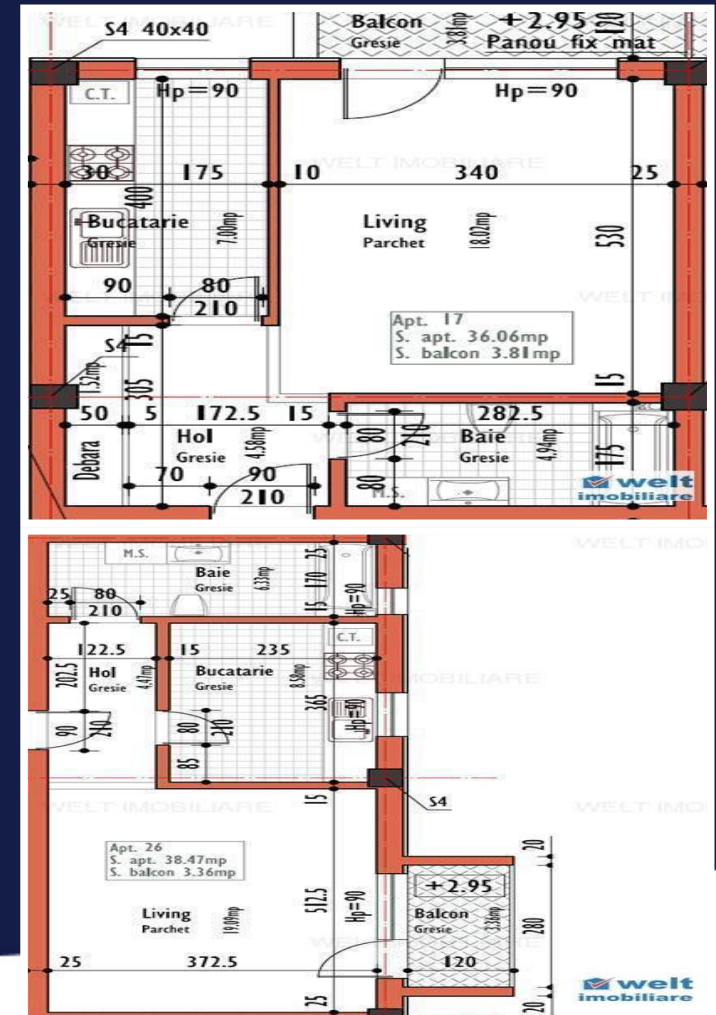 S4 40x40
Balcon
Gresie
3.81mp
+2.95
Panou fix mat
120
C.T.
Hp=90
Hp=90
WELT IMOBILIARE
30
175
10
340
25
400
Bucatarie
Gresie
7.00mp
Living
Parchet
18.02mp
530
90
80
210
Apt. 17
S. apt. 36.06mp
S. balcon 3.81mp
15
S4
1.52mp
305
15
50
5
172.5
15
282.5
Debara
Hol
Gresie
4.58mp
80
210
Baie
Gresie
4.94mp
175
70
90
210
80
M.S.
welt
imobiliare
M.S.
Baie
Gresie
6.33mp
25
170
15
Hp=90
25
80
210
C.T.
122.5
15
235
202.5
Hol
Gresie
4.47mp
Bucatarie
Gresie
8.58mp
365
Hp=90
90
210
80
210
85
15
S4
WELT IMOBILIARE
Apt. 26
S. apt. 38.47mp
S. balcon 3.36mp
20
+2.95
Living
Parchet
19.09mp
512.5
Hp=90
Balcon
Gresie
3.36mp
280
25
372.5
120
25
20
welt
imobiliare